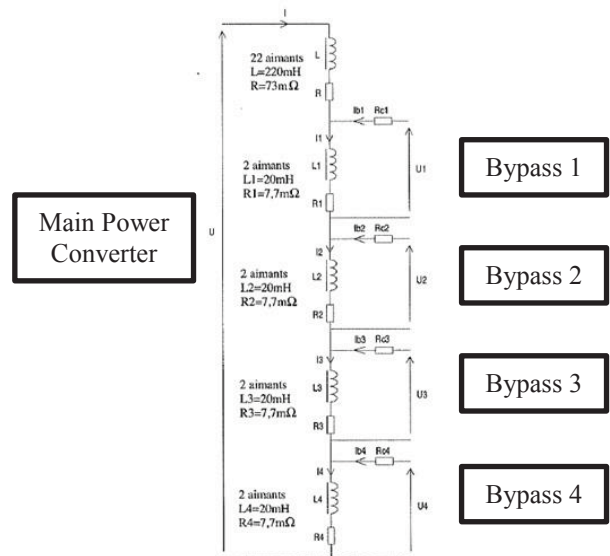 I
22 aimants
L=220mH
R=73mΩ
L
R
Ib1 Rc1
I1
2 aimants
L1=20mH
R1=7,7mΩ
L1
R1
U1
Bypass 1
Main Power
Converter
U
Ib2 Rc2
I2
2 aimants
L2=20mH
R2=7,7mΩ
L2
R2
U2
Bypass 2
Ib3 Rc3
I3
2 aimants
L3=20mH
R3=7,7mΩ
L3
R3
U3
Bypass 3
Ib4 Rc4
I4
2 aimants
L4=20mH
R4=7,7mΩ
L4
R4
U4
Bypass 4